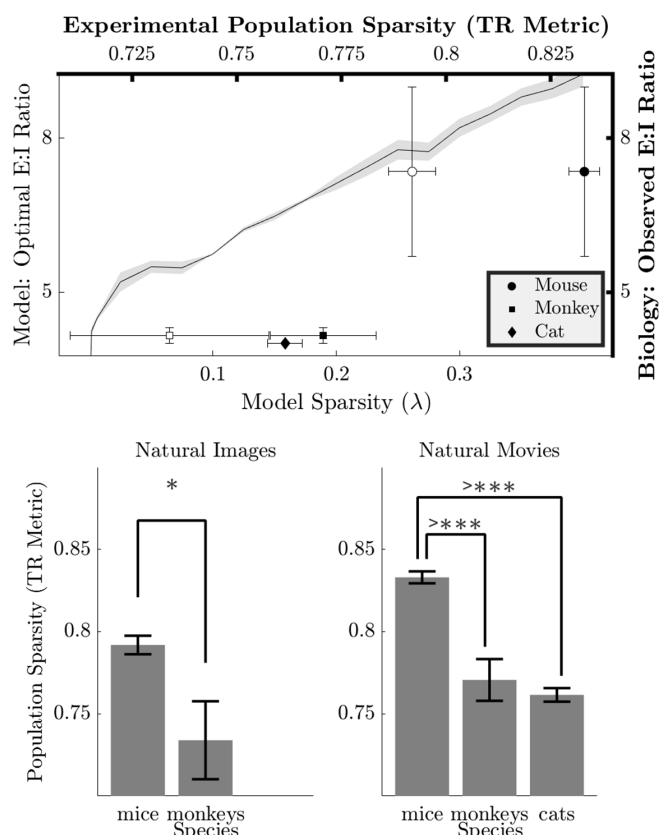 Experimental Population Sparsity (TR Metric)
0.725 0.75 0.775 0.8 0.825
Model: Optimal E:I Ratio
8
5
8
5
Biology: Observed E:I Ratio
Mouse
Monkey
Cat
0.1 0.2 0.3
Model Sparsity (λ)
Natural Images
Natural Movies
Population Sparsity (TR Metric)
*
>***
>***
0.85
0.8
0.75
0.85
0.8
0.75
mice monkeys
Species
mice monkeys cats
Species